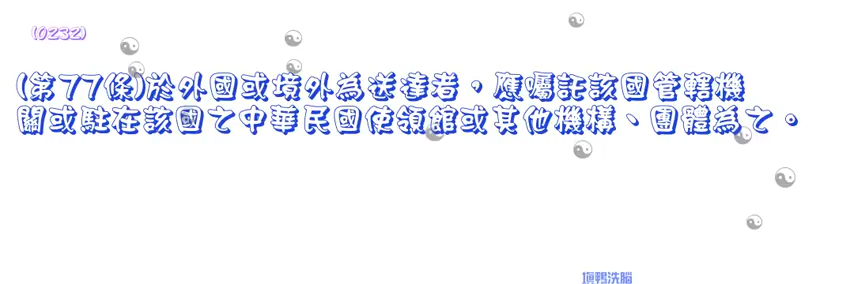 (0232)
(第77條)於外國或境外為送達者，應囑託該國管轄機
關或駐在該國之中華民國使領館或其他機構、團體為之。
填鴨洗腦